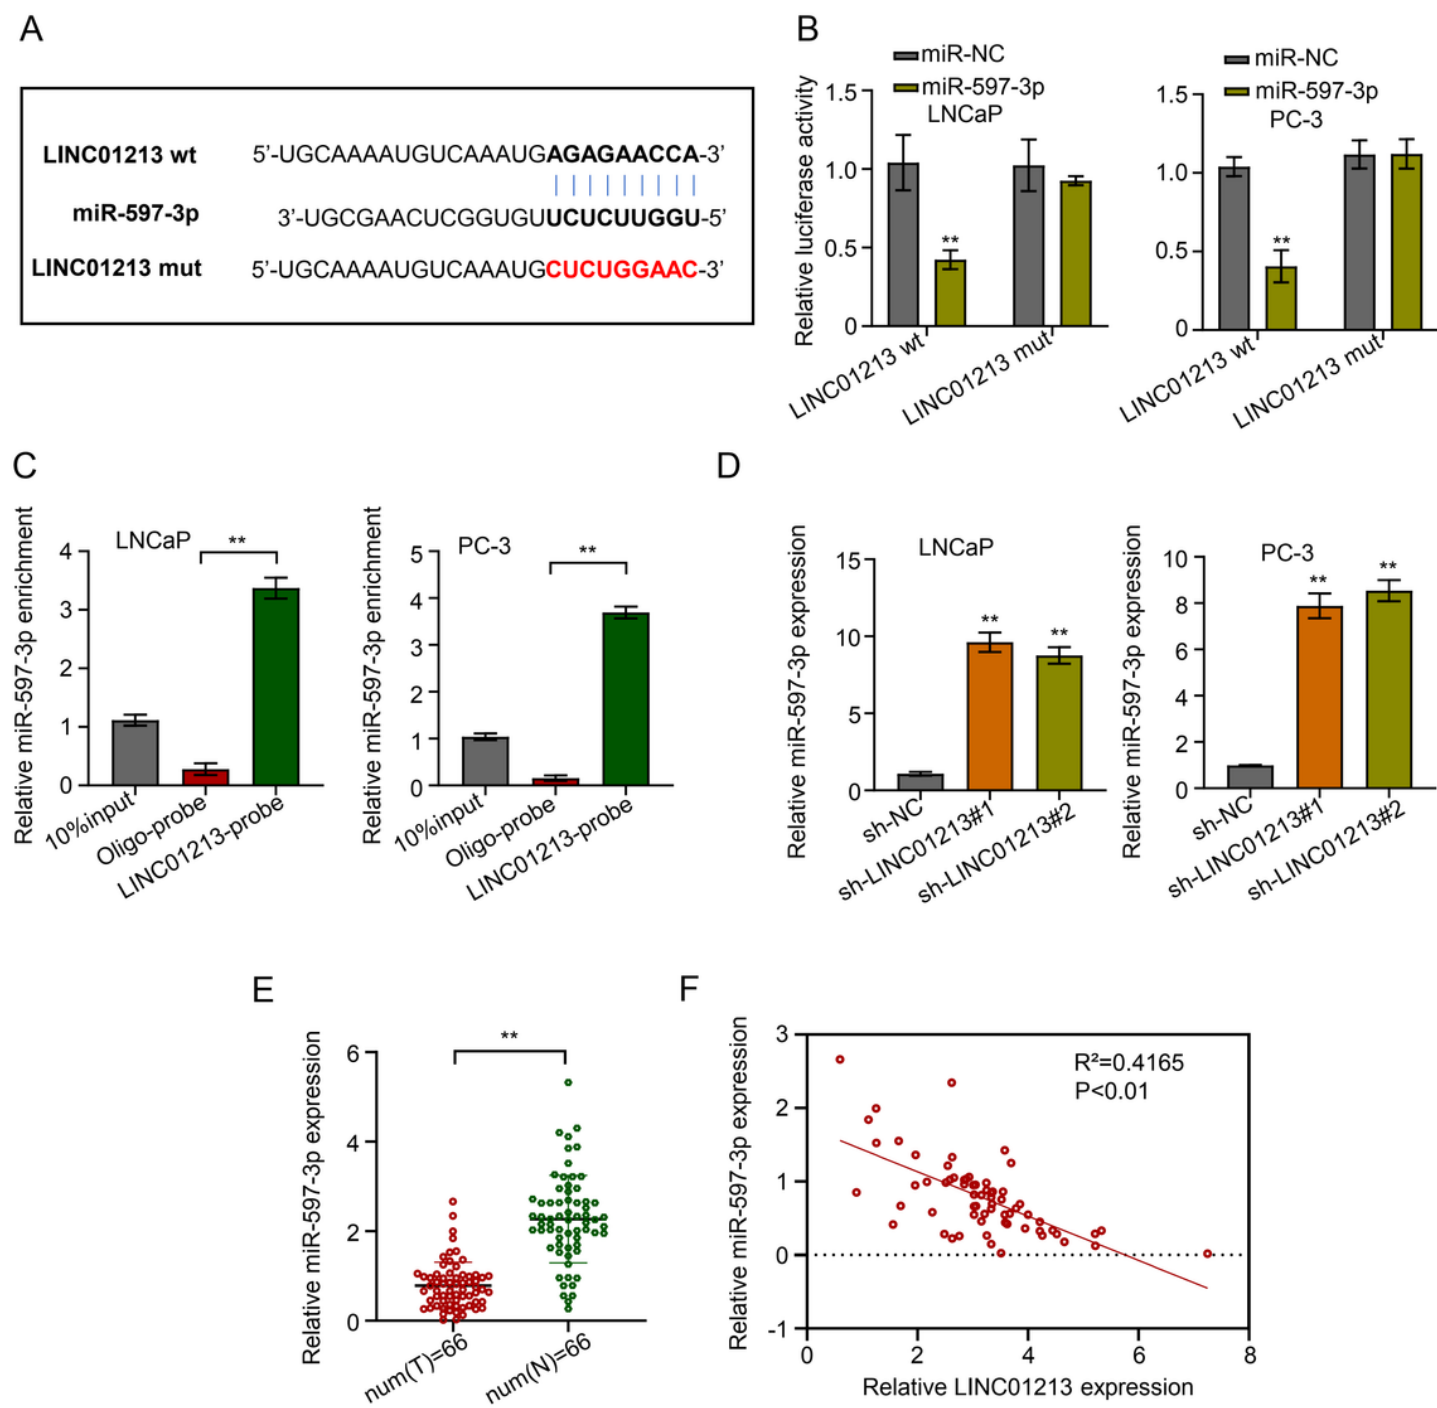 A
LINC01213 wt 5'-UGCAAAAUGUCAAAUGAGAGAACCA-3'
miR-597-3p 3'-UGCGAACUCGGUGUUCUCUUGGU-5'
LINC01213 mut 5'-UGCAAAAUGUCAAAUGCUCUGGAAC-3'
B
miR-NC
miR-597-3p
LNCaP
Relative luciferase activity
1.5
1.0
0.5
0
LINC01213 wt
LINC01213 mut
**
miR-NC
miR-597-3p
PC-3
1.5
1.0
0.5
0
LINC01213 wt
LINC01213 mut
**
C
Relative miR-597-3p enrichment
LNCaP
**
4
3
2
1
0
10%input
Oligo-probe
LINC01213-probe
Relative miR-597-3p enrichment
PC-3
**
5
4
3
2
1
0
10%input
Oligo-probe
LINC01213-probe
D
Relative miR-597-3p expression
LNCaP
15
10
5
0
**
**
sh-NC
sh-LINC01213#1
sh-LINC01213#2
Relative miR-597-3p expression
PC-3
10
8
6
4
2
0
**
**
sh-NC
sh-LINC01213#1
sh-LINC01213#2
E
Relative miR-597-3p expression
**
6
4
2
0
num(T)=66
num(N)=66
F
Relative miR-597-3p expression
3
2
1
0
-1
R²=0.4165
P<0.01
0 2 4 6 8
Relative LINC01213 expression